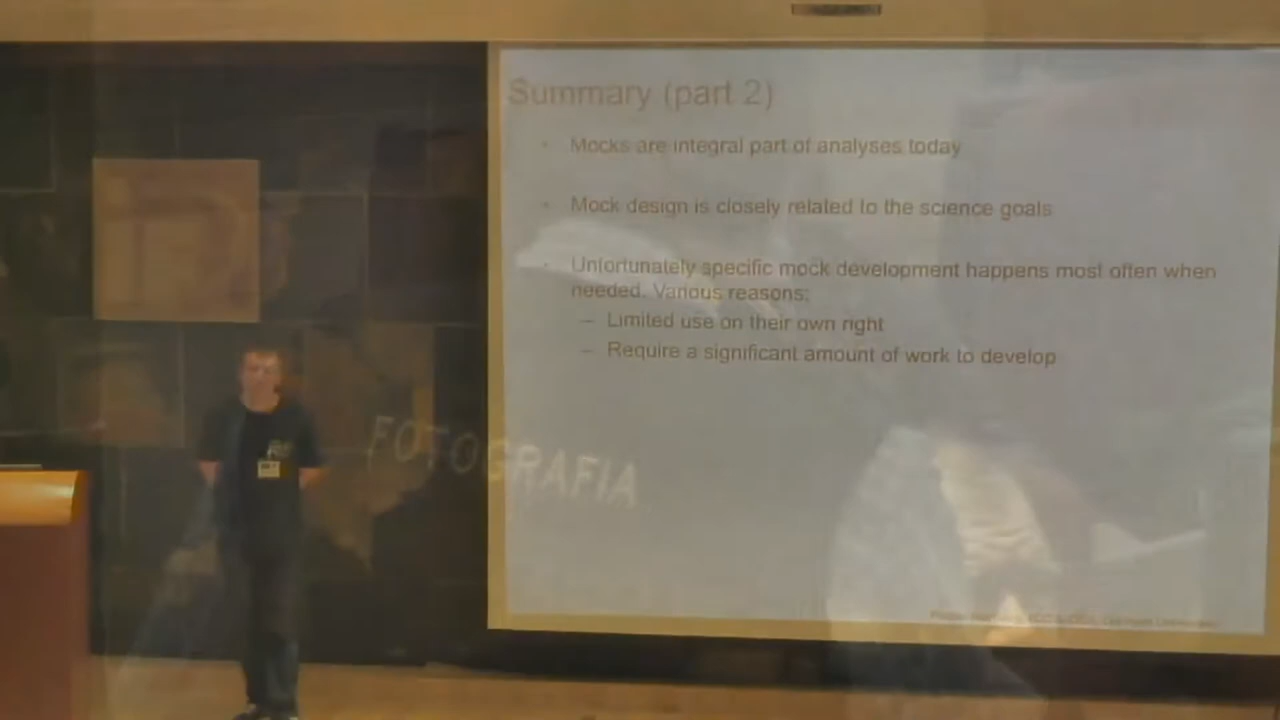 Summary (part 2)
Mocks are integral part of analyses today
Mock design is closely related to the science goals
Unfortunately specific mock development happens most often when
needed. Various reasons:
– Limited use on their own right
– Require a significant amount of work to develop
FOTOGRAFIA